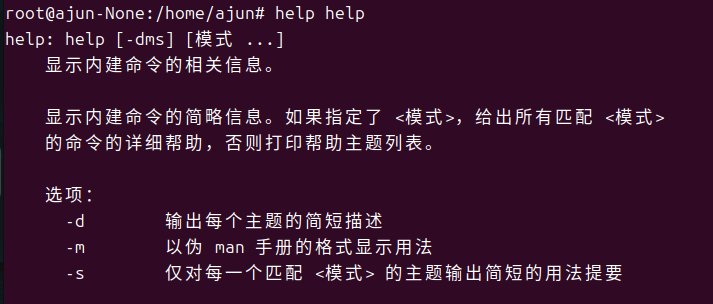 root@ajun-None:/home/ajun# help help
help: help [-dms] [模式 ...]
显示内建命令的相关信息。
显示内建命令的简略信息。如果指定了 <模式>，给出所有匹配 <模式>
的命令的详细帮助，否则打印帮助主题列表。
选项：
-d 输出每个主题的简短描述
-m 以伪 man 手册的格式显示用法
-s 仅对每一个匹配 <模式> 的主题输出简短的用法提要